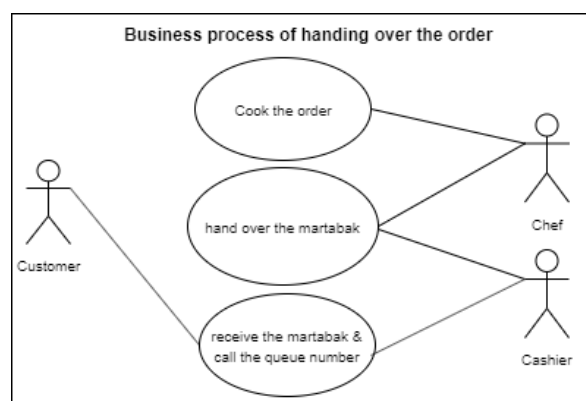 Business process of handing over the order
Cook the order
Chef
hand over the martabak
Customer
receive the martabak &
call the queue number
Cashier